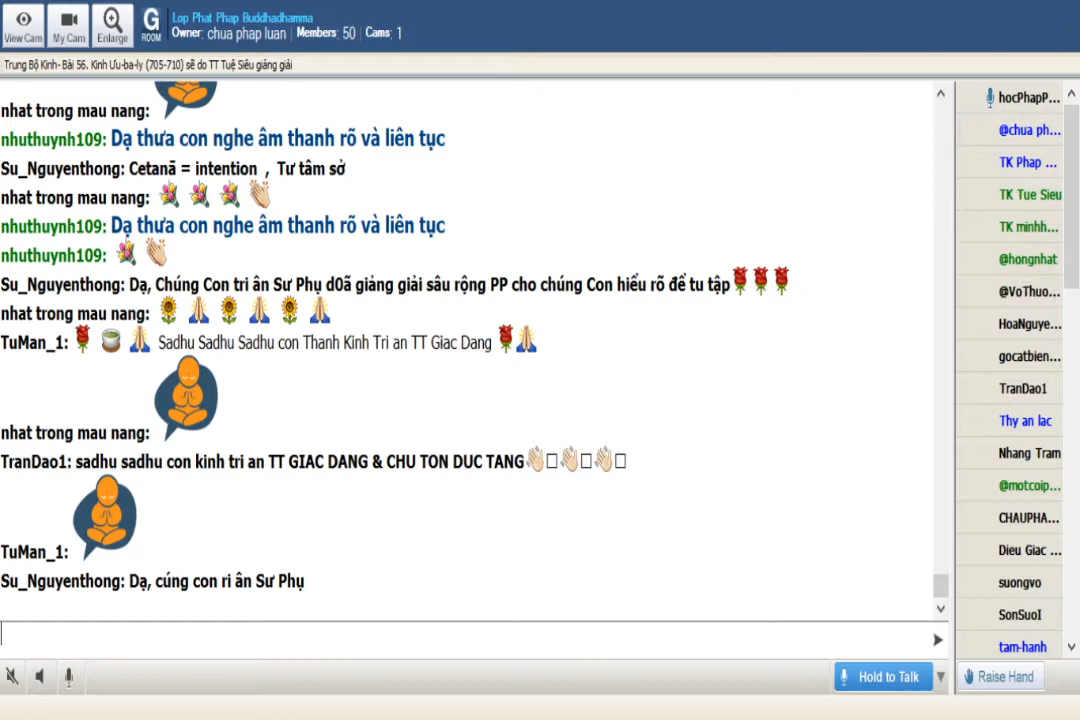 View Cam
My Cam
Enlarge
G
ROOM
Lop Phat Phap Buddhadhamma
Owner: chua phap luan | Members: 50 | Cams: 1
Trung Bộ Kinh- Bài 56. Kinh Ưu-ba-ly (705-710) sẽ do TT Tuệ Siêu giảng giải
nhat trong mau nang:
nhuthuynh109: Dạ thưa con nghe âm thanh rõ và liên tục
Su_Nguyenthong: Cetanã = intention , Tư tâm sở
nhat trong mau nang:
nhuthuynh109: Dạ thưa con nghe âm thanh rõ và liên tục
nhuthuynh109:
Su_Nguyenthong: Dạ, Chúng Con tri ân Sư Phụ d0ã giảng giải sâu rộng PP cho chúng Con hiểu rõ để tu tập
nhat trong mau nang:
TuMan_1: Sadhu Sadhu Sadhu con Thanh Kinh Tri an TT Giac Dang
nhat trong mau nang:
TranDao1: sadhu sadhu con kinh tri an TT GIAC DANG & CHU TON DUC TANG
TuMan_1:
Su_Nguyenthong: Dạ, cúng con ri ân Sư Phụ
hocPhapP...
@chua ph...
TK Phap ...
TK Tue Sieu
TK minhh...
@hongnhat
@VoThuo...
HoaNguye...
gocatbien...
TranDao1
Thy an lac
Nhang Tram
@motcoip...
CHAUPHA...
Dieu Giac ...
suongvo
SonSuoI
tam-hanh
Hold to Talk
Raise Hand